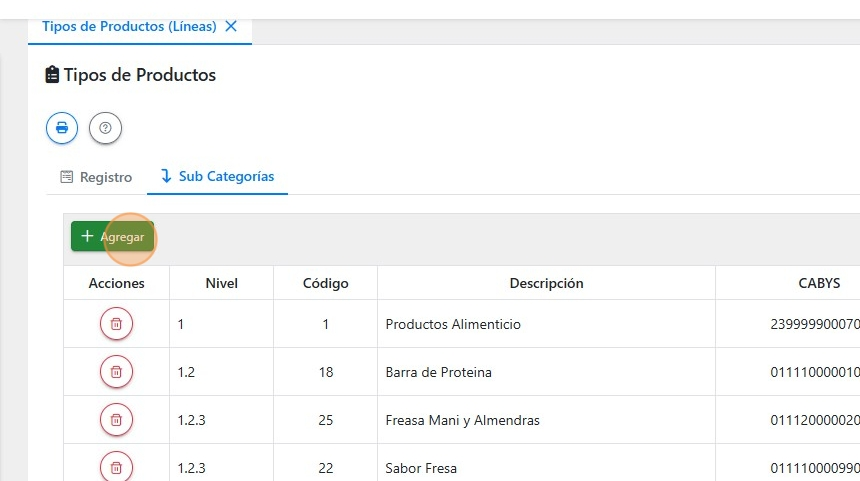 Tipos de Productos (Líneas)
Tipos de Productos
Registro
Sub Categorías
Agregar
Acciones Nivel Código Descripción CABYS
1 1 Productos Alimenticio 239999900070
1.2 18 Barra de Proteina 011110000010
1.2.3 25 Freasa Mani y Almendras 011120000020
1.2.3 22 Sabor Fresa 011110000990